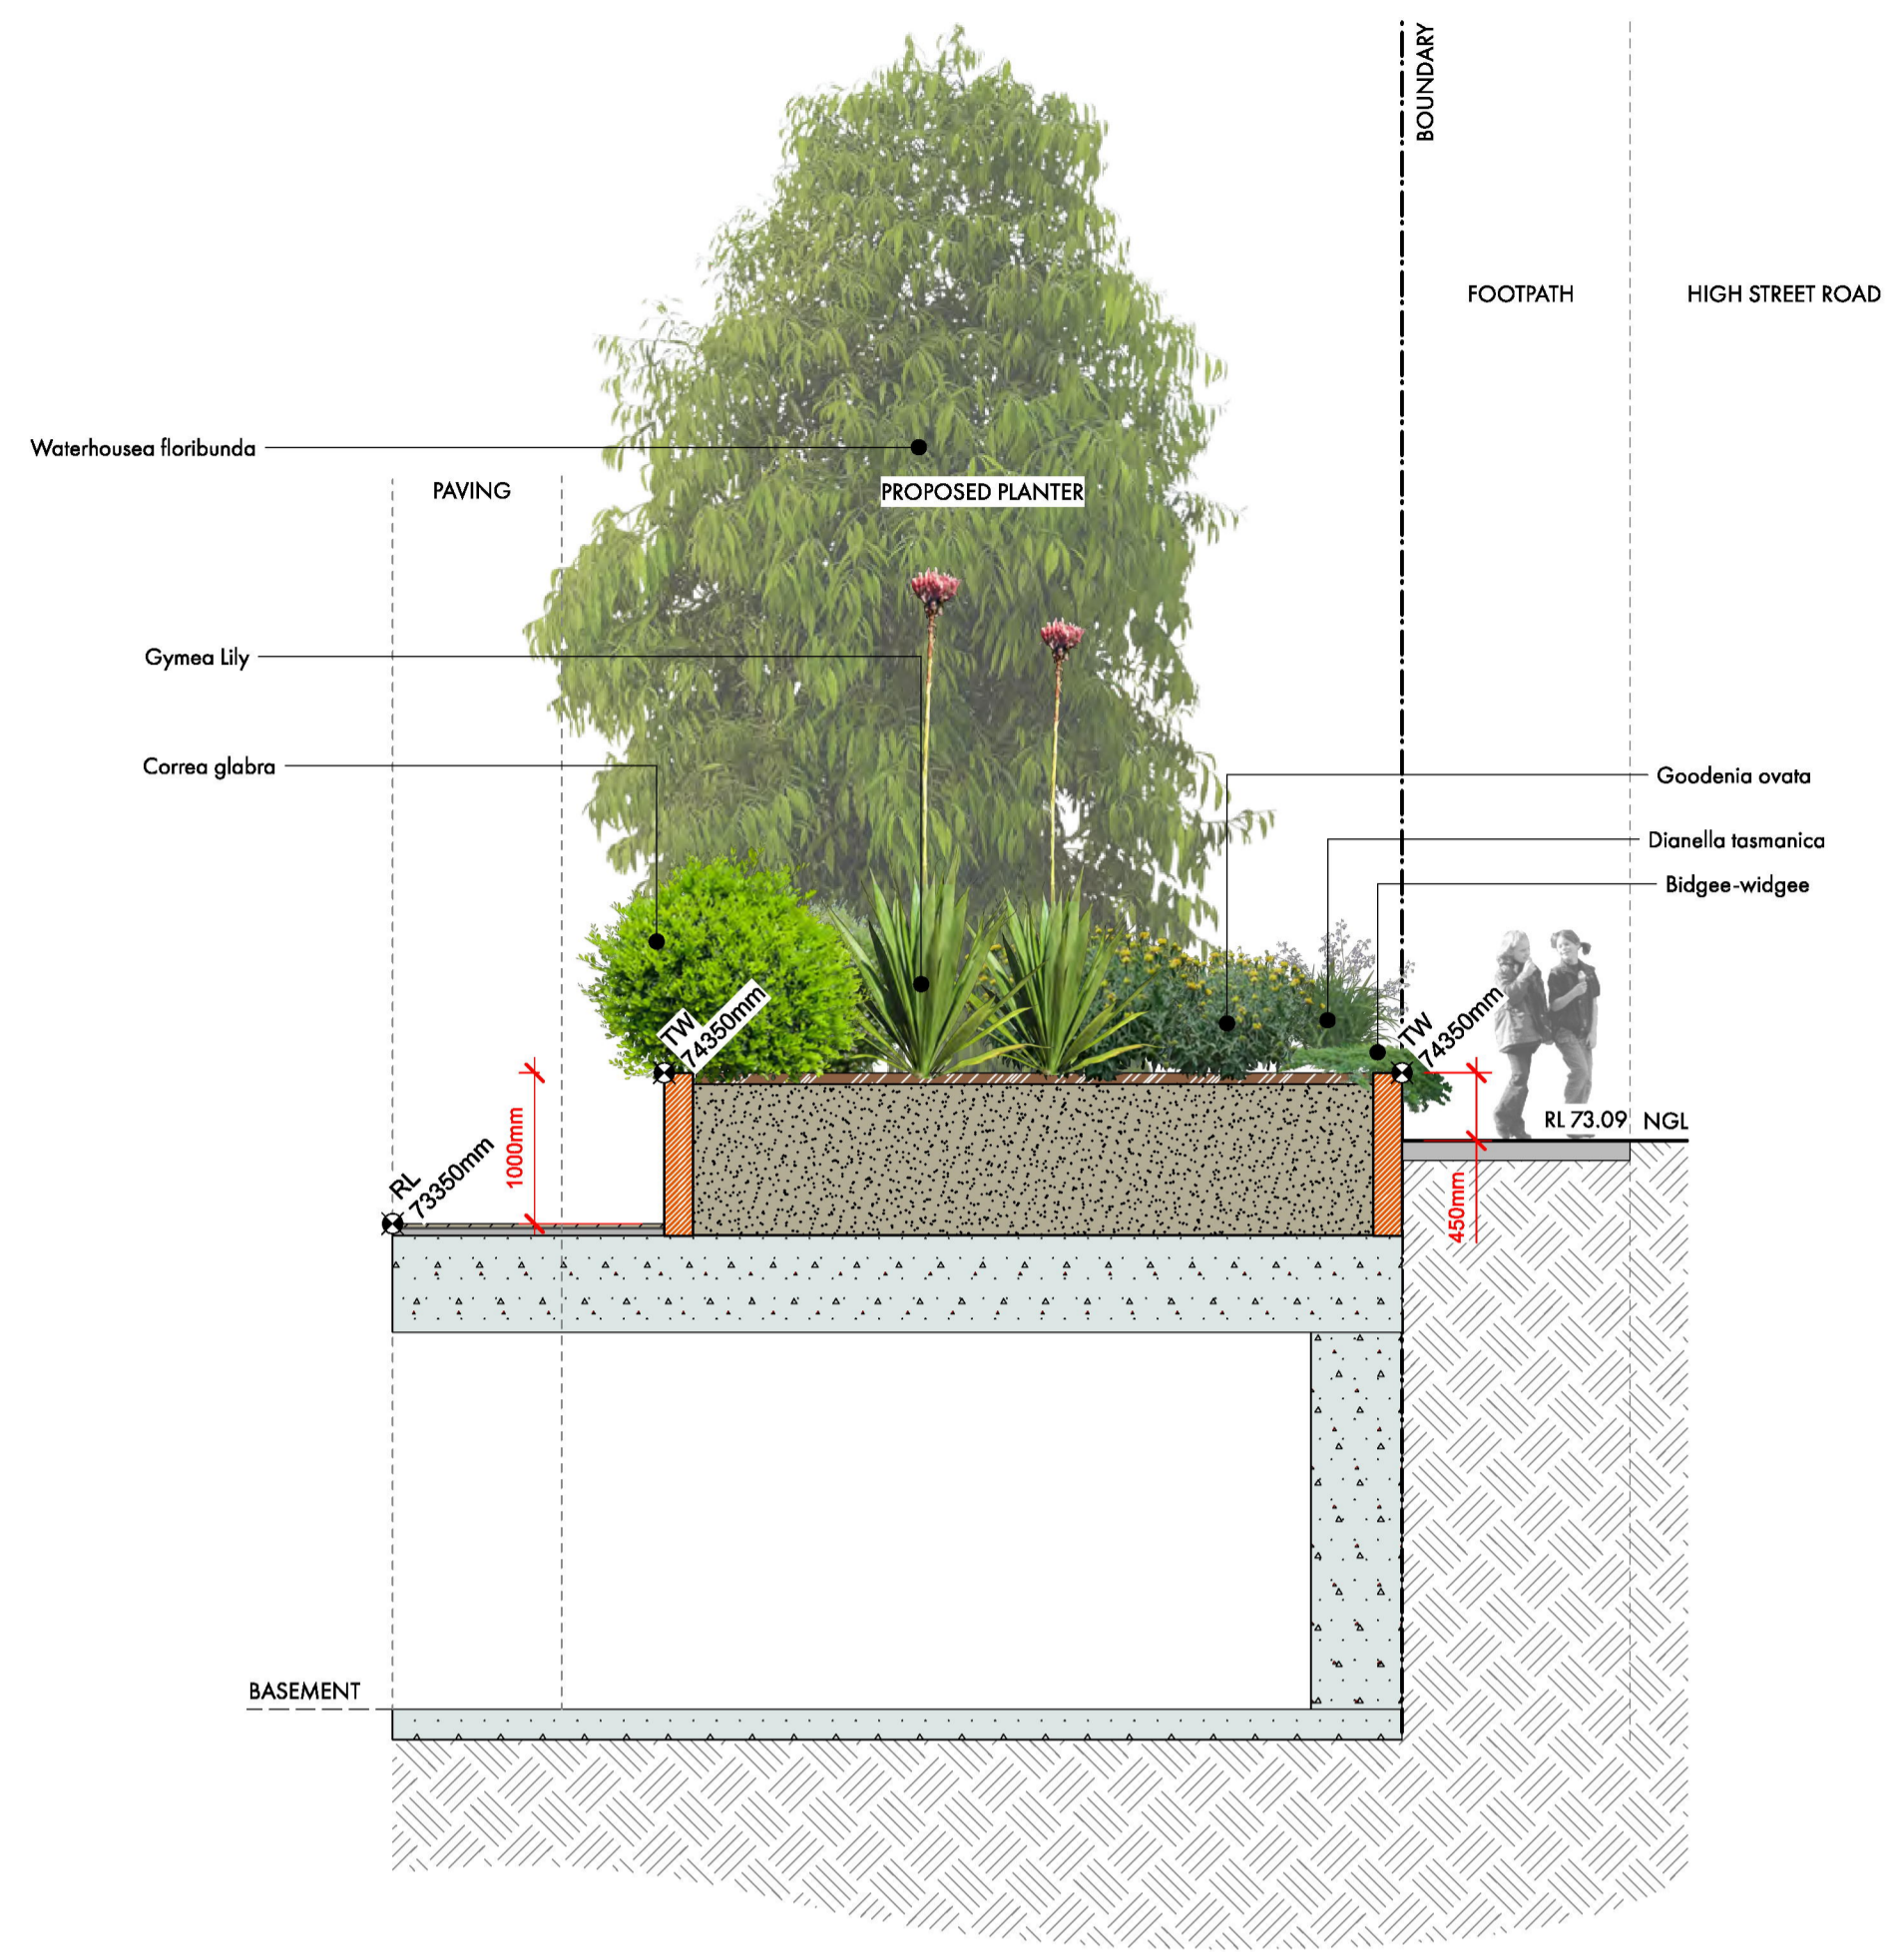 BOUNDARY
FOOTPATH
HIGH STREET ROAD
Waterhousea floribunda
PAVING
PROPOSED PLANTER
Gymea Lily
Correa glabra
Goodenia ovata
Dianella tasmanica
Bidgee-widgee
TW
74350mm
TW
74350mm
RL 73.09
NGL
1000mm
RL
73350mm
450mm
BASEMENT